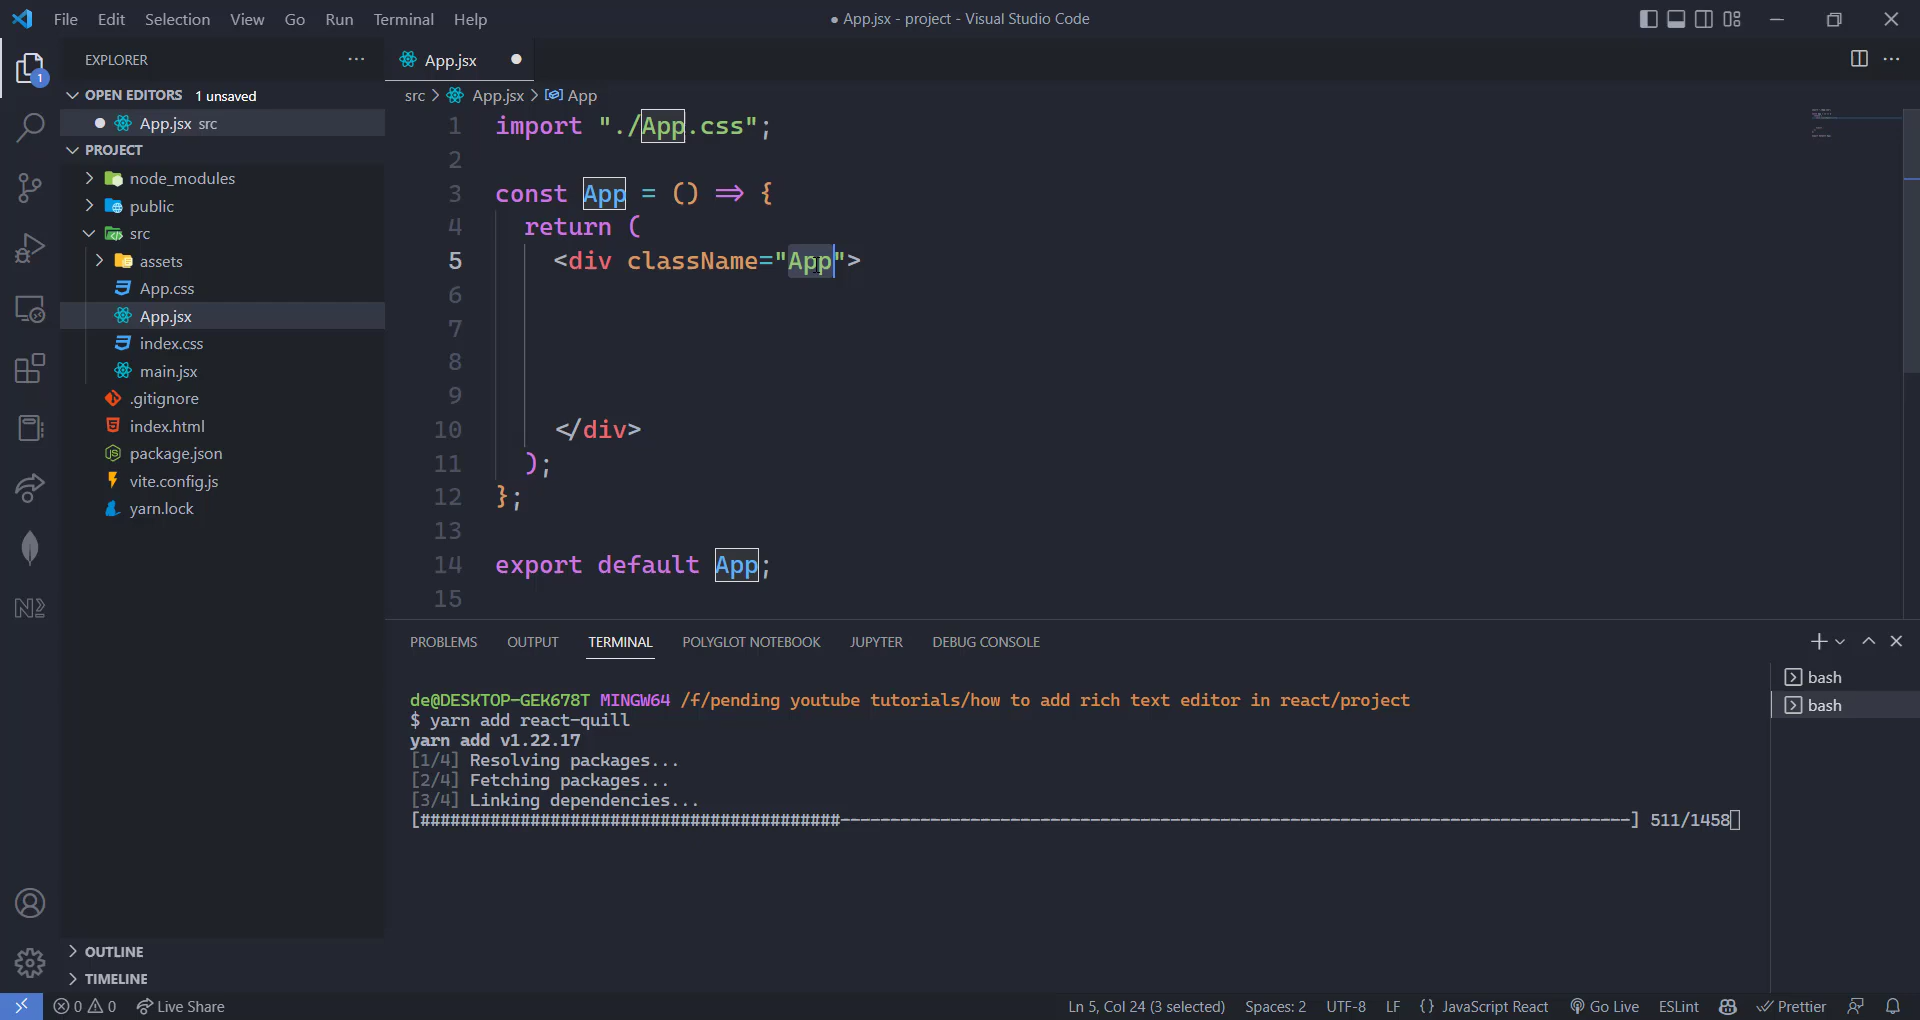 File Edit Selection View Go Run Terminal Help
● App.jsx - project - Visual Studio Code
EXPLORER
OPEN EDITORS 1 unsaved
App.jsx src
PROJECT
node_modules
public
src
assets
App.css
App.jsx
index.css
main.jsx
.gitignore
index.html
package.json
vite.config.js
yarn.lock
OUTLINE
TIMELINE
1
App.jsx
src > App.jsx > App
1 import "./App.css";
2
3 const App = () => {
4 return (
5 <div className="App">
6
7
8
9
10 </div>
11 );
12 };
13
14 export default App;
15
PROBLEMS OUTPUT TERMINAL POLYGLOT NOTEBOOK JUPYTER DEBUG CONSOLE
de@DESKTOP-GEK678T MINGW64 /f/pending youtube tutorials/how to add rich text editor in react/project
$ yarn add react-quill
yarn add v1.22.17
[1/4] Resolving packages...
[2/4] Fetching packages...
[3/4] Linking dependencies...
[##########################################-------------------------------------------------------------------------------] 511/1458
bash
bash
0 0 Live Share
Ln 5, Col 24 (3 selected) Spaces: 2 UTF-8 LF {} JavaScript React Go Live ESLint Prettier